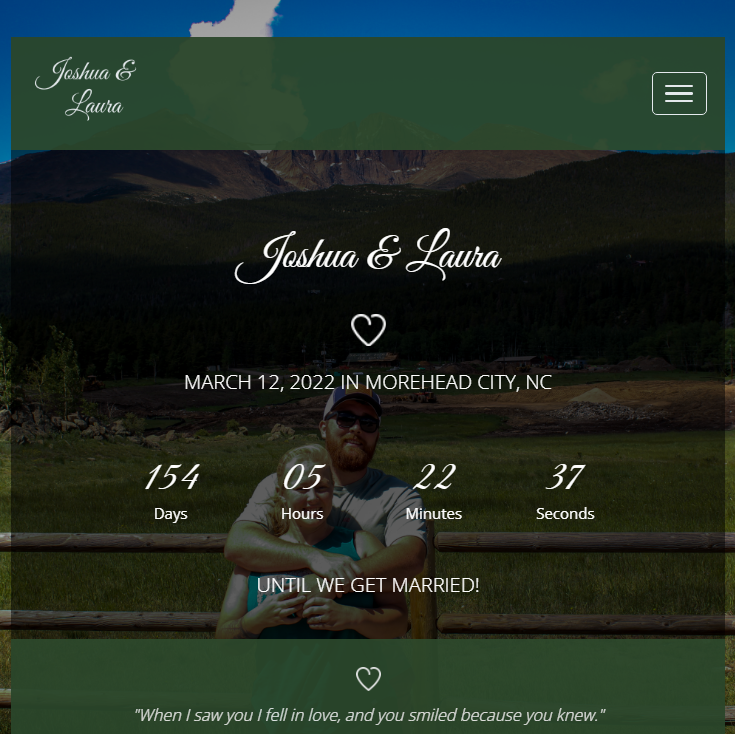 Joshua &
Laura
Joshua & Laura
MARCH 12, 2022 IN MOREHEAD CITY, NC
154 05 22 37
Days Hours Minutes Seconds
UNTIL WE GET MARRIED!
"When I saw you I fell in love, and you smiled because you knew."